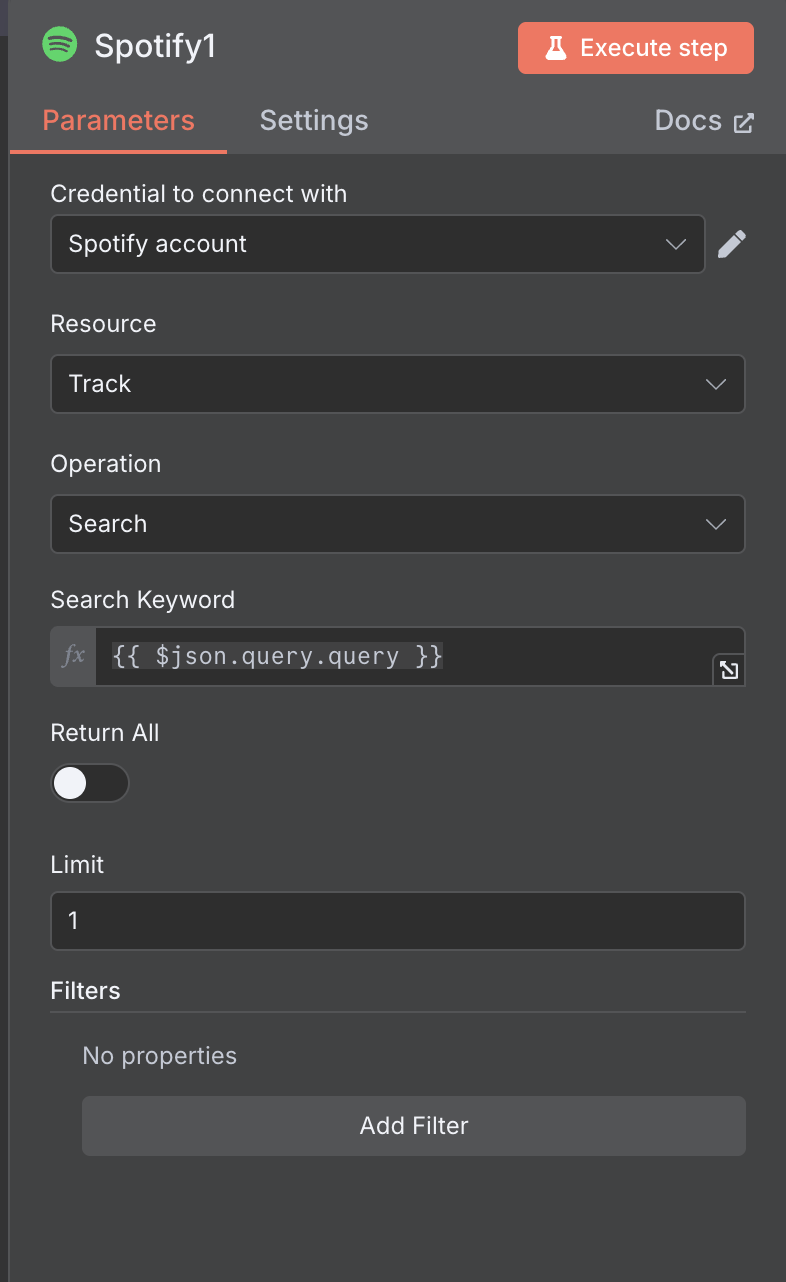 Spotify1
Execute step
Parameters
Settings
Docs
Credential to connect with
Spotify account
Resource
Track
Operation
Search
Search Keyword
fx
{{ $json.query.query }}
Return All
Limit
1
Filters
No properties
Add Filter